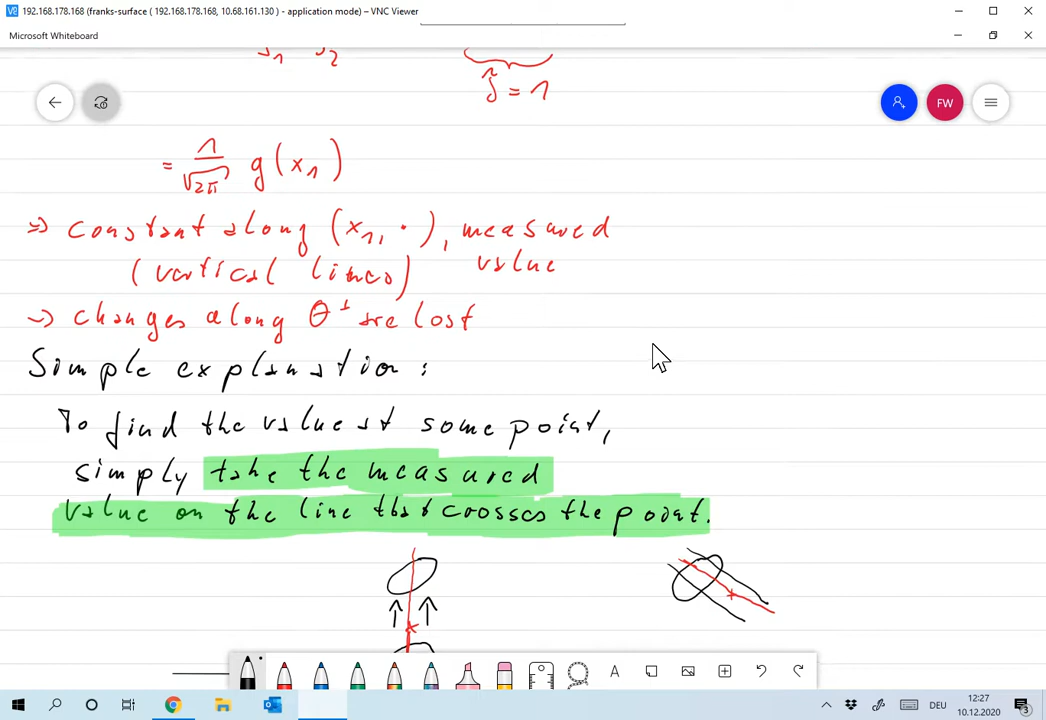 192.168.178.168 (franks-surface ( 192.168.178.168, 10.68.161.130 ) - application mode) – VNC Viewer
Microsoft Whiteboard
g̃ = 1
FW
= 1/√2π g(x₁)
=> constant along (x₁, ·), measured
(vertical lines) value
-> changes along θ⊥ are lost
Simple explanation:
To find the value at some point,
simply take the measured
value on the line that crosses the point.
A
DEU
12:27
10.12.2020
3